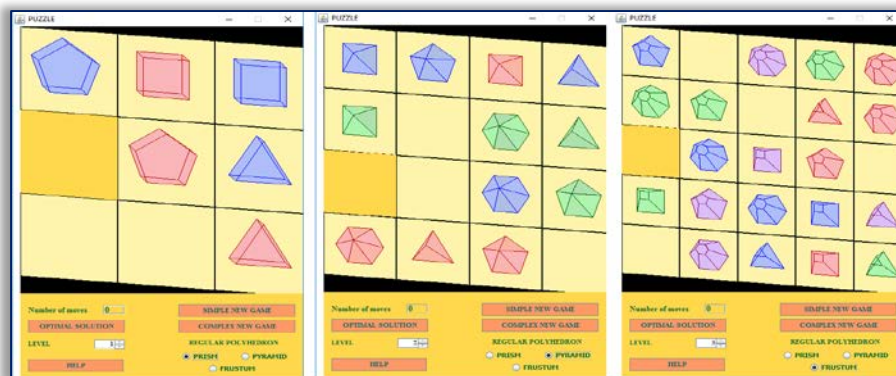 PUZZLE
Number of moves 0
SIMPLE NEW GAME
OPTIMAL SOLUTION
COMPLEX NEW GAME
LEVEL
REGULAR POLYHEDRON
PRISM
PYRAMID
HELP
FRUSTUM
PUZZLE
Number of moves 0
SIMPLE NEW GAME
OPTIMAL SOLUTION
COMPLEX NEW GAME
LEVEL
REGULAR POLYHEDRON
PRISM
PYRAMID
HELP
FRUSTUM
PUZZLE
Number of moves 0
SIMPLE NEW GAME
OPTIMAL SOLUTION
COMPLEX NEW GAME
LEVEL
REGULAR POLYHEDRON
PRISM
PYRAMID
HELP
FRUSTUM